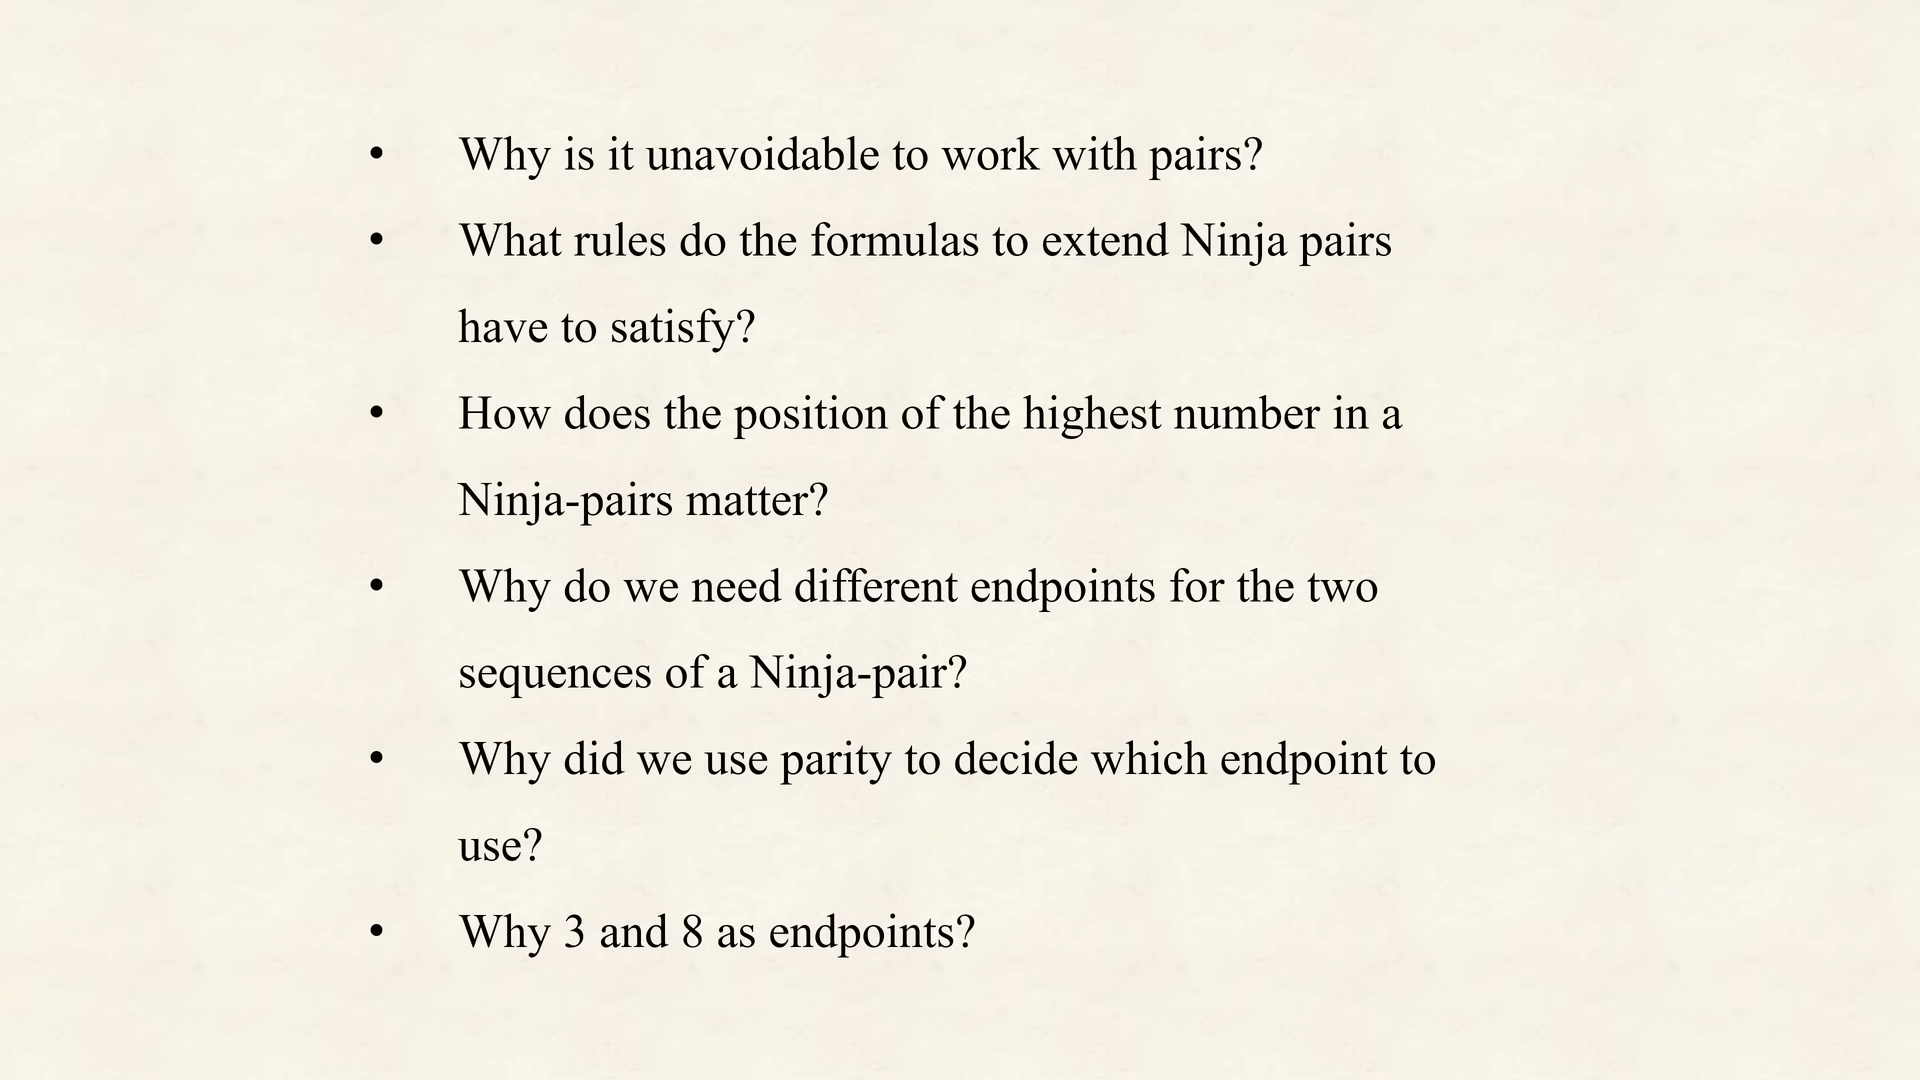 • Why is it unavoidable to work with pairs?
• What rules do the formulas to extend Ninja pairs
have to satisfy?
• How does the position of the highest number in a
Ninja-pairs matter?
• Why do we need different endpoints for the two
sequences of a Ninja-pair?
• Why did we use parity to decide which endpoint to
use?
• Why 3 and 8 as endpoints?